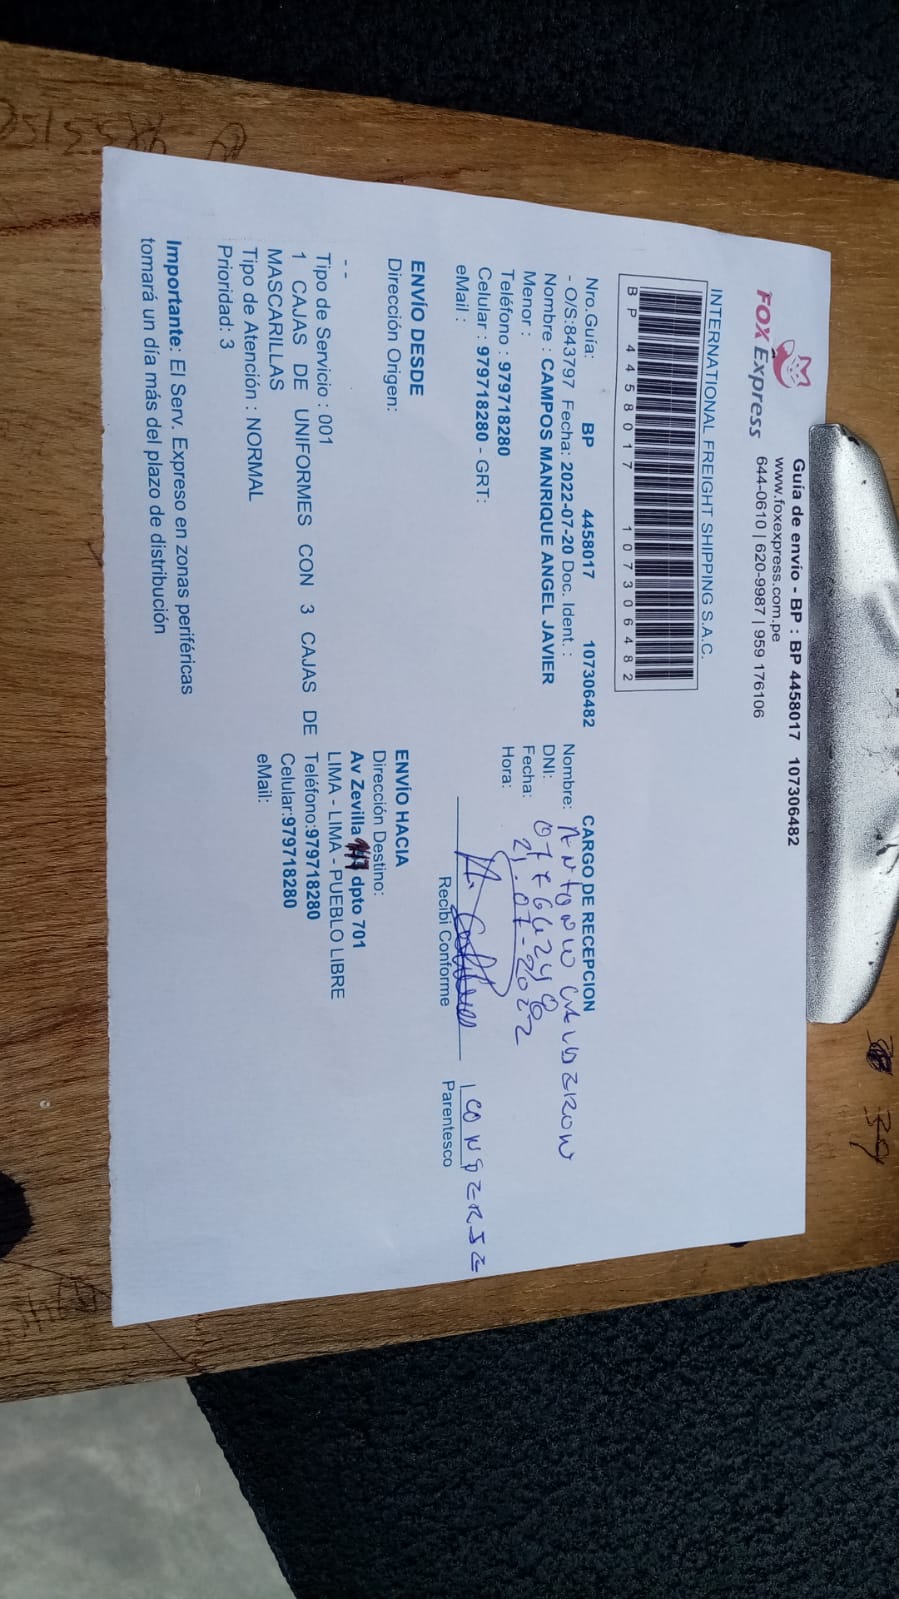 FOX Express
Guía de envío - BP : BP 4458017 107306482
www.foxexpress.com.pe
644-0610 | 620-9987 | 959 176106
INTERNATIONAL FREIGHT SHIPPING S.A.C.
BP 4458017 107306482
Nro.Guía: BP 4458017 107306482
- O/S:843797 Fecha: 2022-07-20 Doc. Ident. :
Nombre : CAMPOS MANRIQUE ANGEL JAVIER
Menor :
Teléfono : 979718280
Celular : 979718280 - GRT:
eMail :
CARGO DE RECEPCION
Nombre: ANTONIO CALDERON
DNI: 07766248
Fecha: 21-07-2022
Hora:
Recibí Conforme
CONSERJE
Parentesco
ENVÍO DESDE
Dirección Origen:
- -
Tipo de Servicio : 001
1 CAJAS DE UNIFORMES CON 3 CAJAS DE
MASCARILLAS
Tipo de Atención : NORMAL
Prioridad: 3
ENVÍO HACIA
Dirección Destino:
Av Zevilla dpto 701
LIMA - LIMA - PUEBLO LIBRE
Teléfono:979718280
Celular:979718280
eMail:
Importante: El Serv. Expreso en zonas periféricas
tomará un día más del plazo de distribución
39